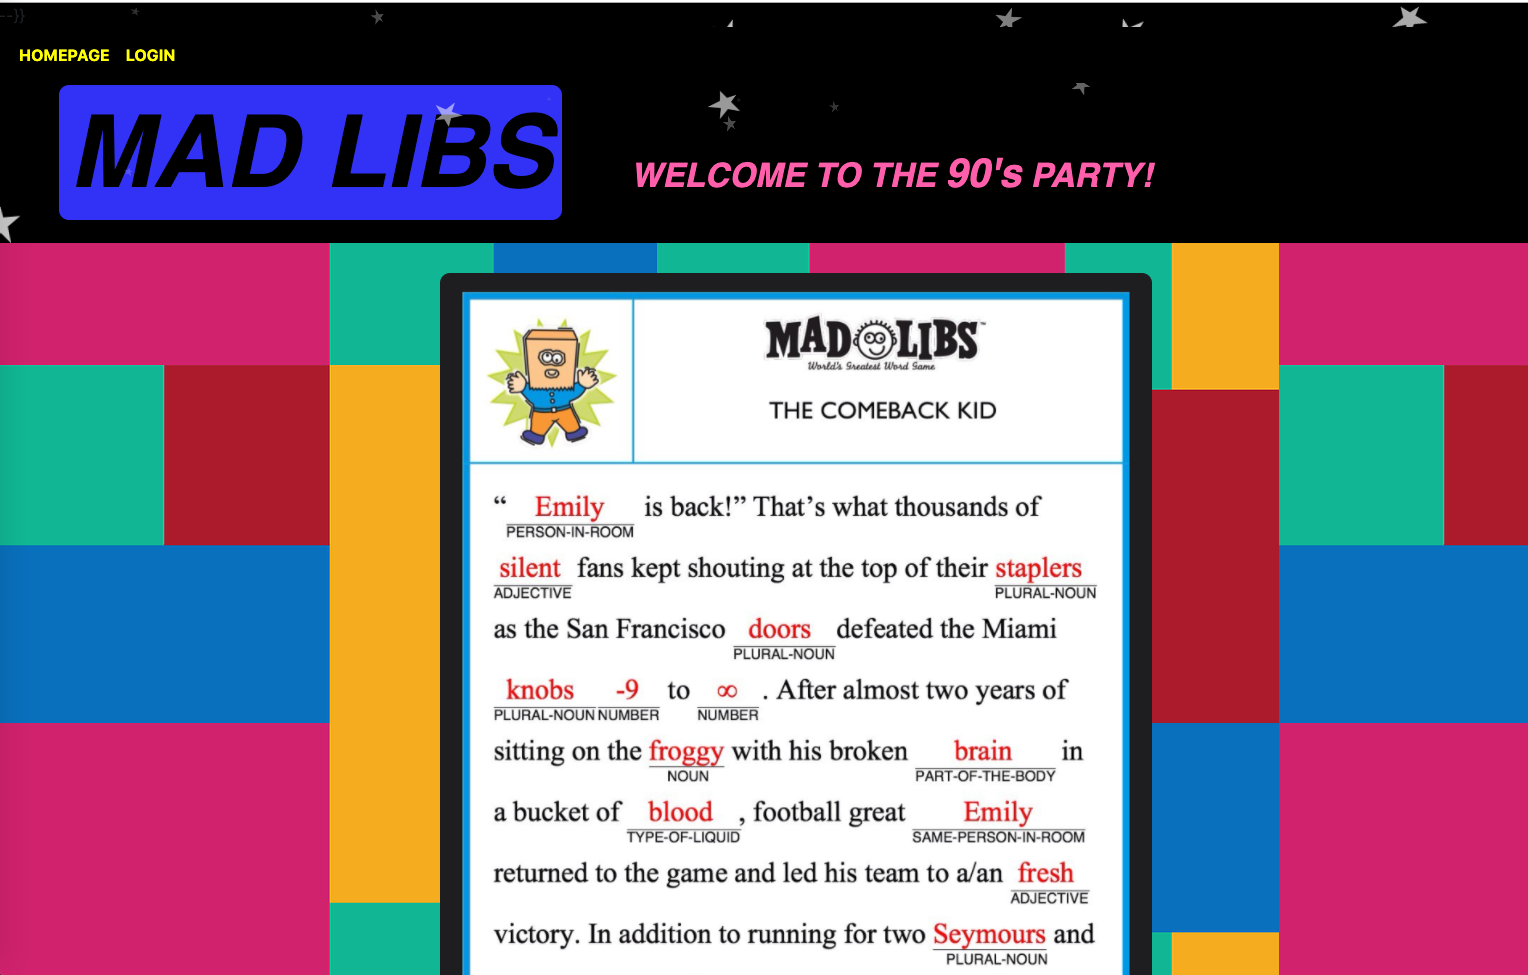 --}}
HOMEPAGE LOGIN
MAD LIBS
WELCOME TO THE 90's PARTY!
MAD LIBS™
World's Greatest Word Game
THE COMEBACK KID
“ Emily is back!” That’s what thousands of
PERSON-IN-ROOM
silent fans kept shouting at the top of their staplers
ADJECTIVE PLURAL-NOUN
as the San Francisco doors defeated the Miami
PLURAL-NOUN
knobs -9 to ∞ . After almost two years of
PLURAL-NOUN NUMBER NUMBER
sitting on the froggy with his broken brain in
NOUN PART-OF-THE-BODY
a bucket of blood , football great Emily
TYPE-OF-LIQUID SAME-PERSON-IN-ROOM
returned to the game and led his team to a/an fresh
ADJECTIVE
victory. In addition to running for two Seymours and
PLURAL-NOUN